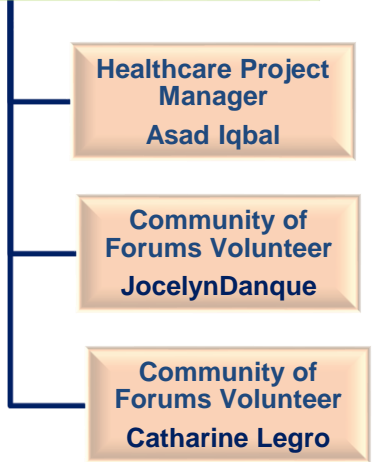 Healthcare Project
Manager
Asad Iqbal
Community of
Forums Volunteer
JocelynDanque
Community of
Forums Volunteer
Catharine Legro